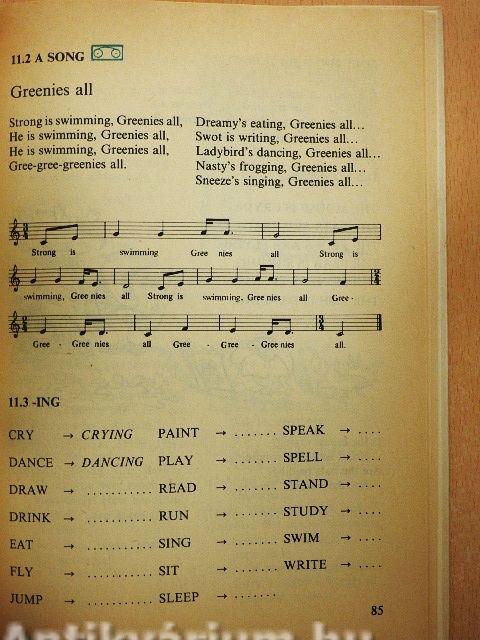 11.2 A SONG
Greenies all
Strong is swimming, Greenies all,
He is swimming, Greenies all,
He is swimming, Greenies all,
Gree-gree-greenies all.
Dreamy's eating, Greenies all...
Swot is writing, Greenies all...
Ladybird's dancing, Greenies all...
Nasty's frogging, Greenies all...
Sneeze's singing, Greenies all...
Strong is swimming Gree nies all Strong is
swimming, Gree nies all Strong is swimming. Gree nies all Gree -
Gree - Gree nies all Gree - Gree - Gree nies all.
11.3 -ING
CRY → CRYING PAINT → ....... SPEAK → ....
DANCE → DANCING PLAY → ....... SPELL → ....
DRAW → ........... READ → ....... STAND → ....
DRINK → ........... RUN → ....... STUDY → ....
EAT → ........... SING → ....... SWIM → ....
FLY → ........... SIT → ....... WRITE → ....
JUMP → ........... SLEEP → .......
85
Antikvárium.hu